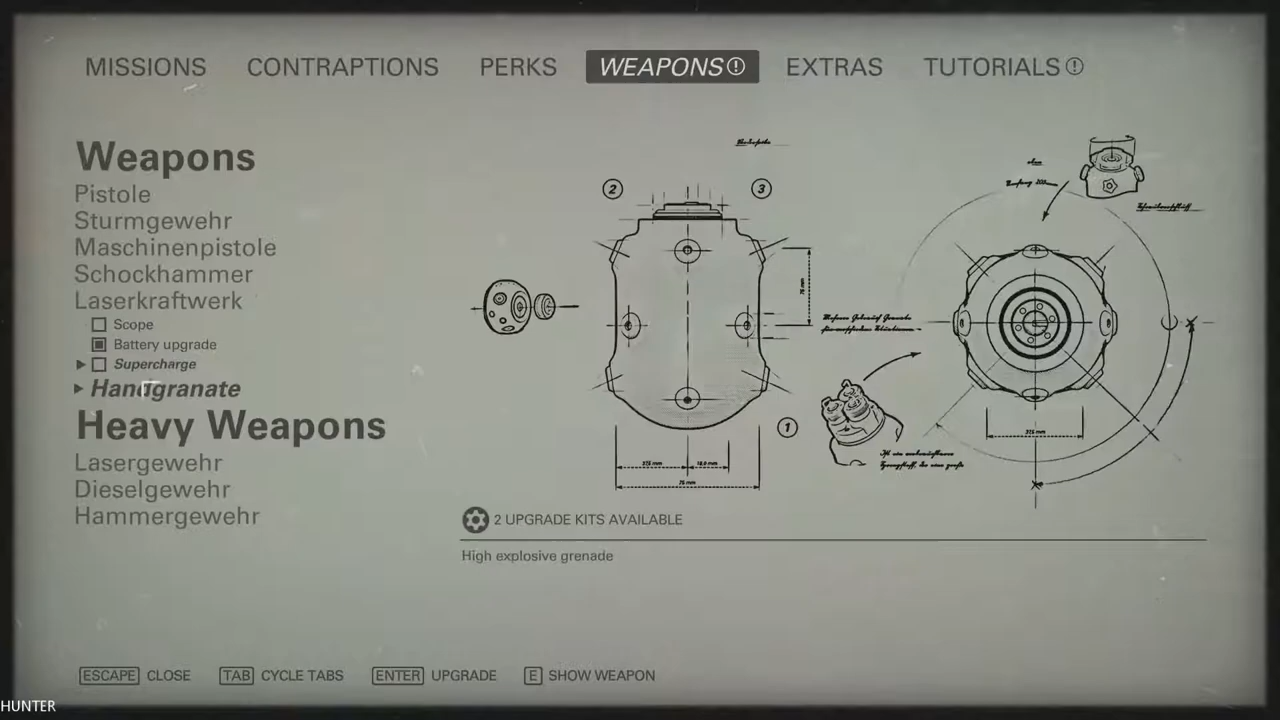 MISSIONS CONTRAPTIONS PERKS WEAPONS! EXTRAS TUTORIALS!
Weapons
Pistole
Sturmgewehr
Maschinenpistole
Schockhammer
Laserkraftwerk
Scope
Battery upgrade
Supercharge
Handgranate
Heavy Weapons
Lasergewehr
Dieselgewehr
Hammergewehr
2 3
1
75 mm
2 UPGRADE KITS AVAILABLE
High explosive grenade
ESCAPE CLOSE TAB CYCLE TABS ENTER UPGRADE E SHOW WEAPON
HUNTER